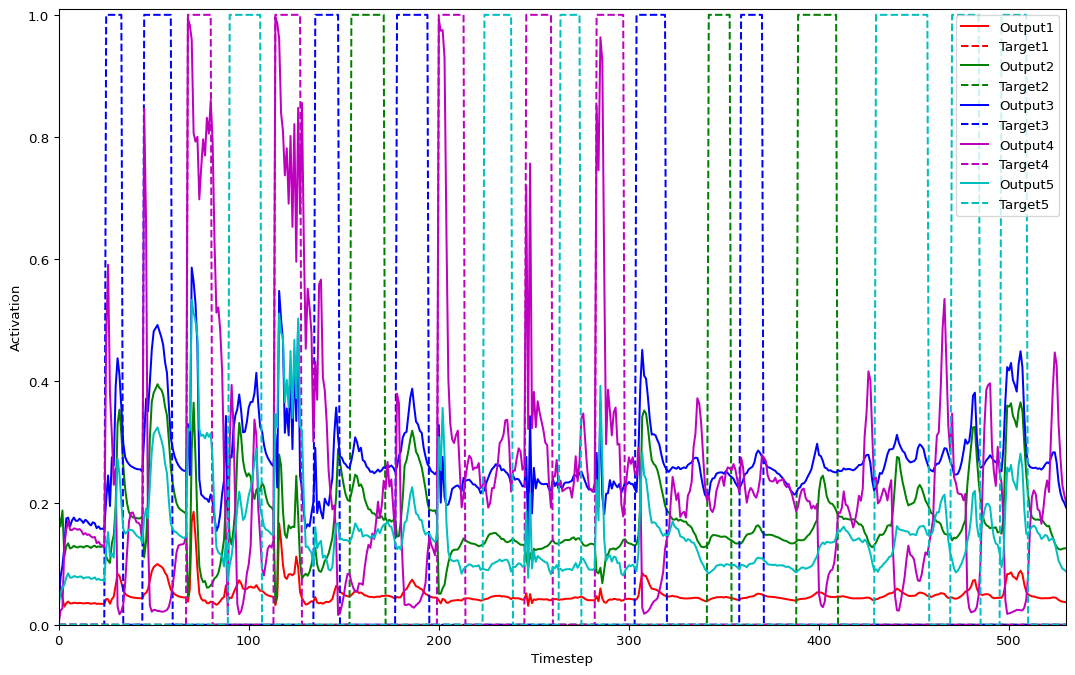 1.0
0.8
0.6
0.4
0.2
0.0
Activation
0
100
200
300
400
500
Timestep
Output1
Target1
Output2
Target2
Output3
Target3
Output4
Target4
Output5
Target5